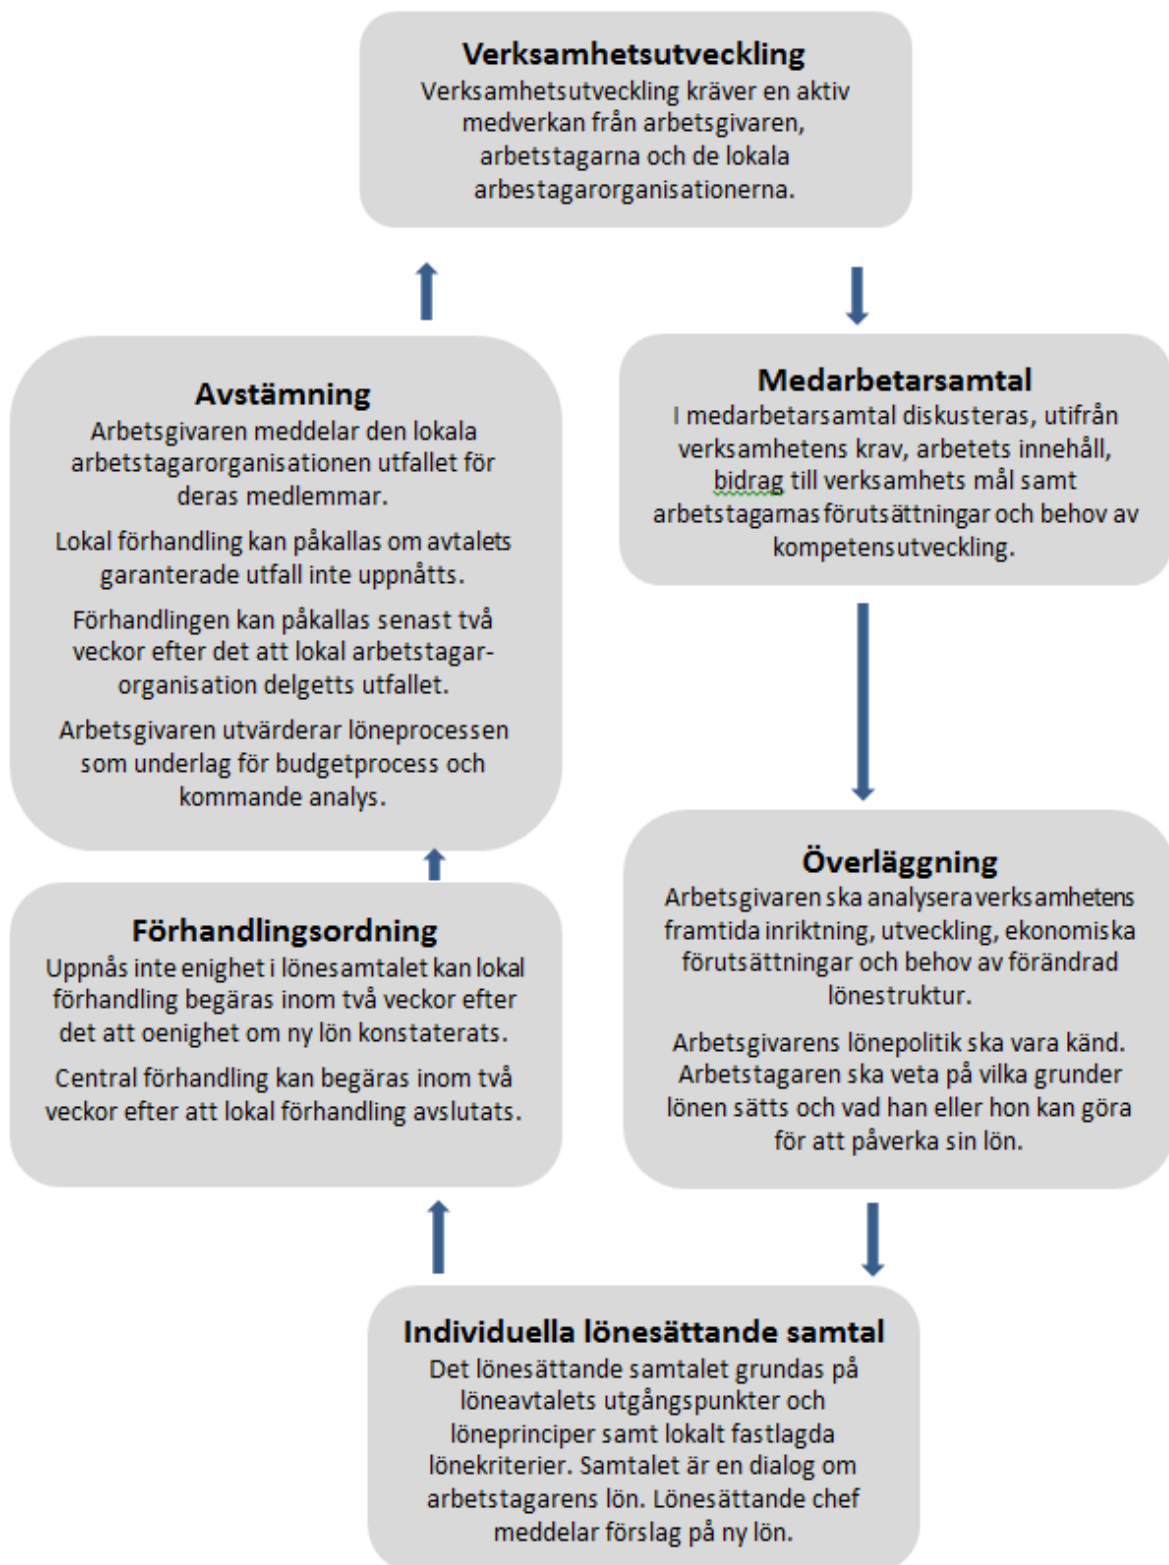 Verksamhetsutveckling
Verksamhetsutveckling kräver en aktiv
medverkan från arbetsgivaren,
arbetstagarna och de lokala
arbestagarorganisationerna.
Medarbetarsamtal
I medarbetarsamtal diskusteras, utifrån
verksamhetens krav, arbetets innehåll,
bidrag till verksamhets mål samt
arbetstagarnas förutsättningar och behov av
kompetensutveckling.
Överläggning
Arbetsgivaren ska analysera verksamhetens
framtida inriktning, utveckling, ekonomiska
förutsättningar och behov av förändrad
lönestruktur.
Arbetsgivarens lönepolitik ska vara känd.
Arbetstagaren ska veta på vilka grunder
lönen sätts och vad han eller hon kan göra
för att påverka sin lön.
Individuella lönesättande samtal
Det lönesättande samtalet grundas på
löneavtalets utgångspunkter och
löneprinciper samt lokalt fastlagda
lönekriterier. Samtalet är en dialog om
arbetstagarens lön. Lönesättande chef
meddelar förslag på ny lön.
Förhandlingsordning
Uppnås inte enighet i lönesamtalet kan lokal
förhandling begäras inom två veckor efter
det att oenighet om ny lön konstaterats.
Central förhandling kan begäras inom två
veckor efter att lokal förhandling avslutats.
Avstämning
Arbetsgivaren meddelar den lokala
arbetstagarorganisationen utfallet för
deras medlemmar.
Lokal förhandling kan påkallas om avtalets
garanterade utfall inte uppnåtts.
Förhandlingen kan påkallas senast två
veckor efter det att lokal arbetstagar-
organisation delgetts utfallet.
Arbetsgivaren utvärderar löneprocessen
som underlag för budgetprocess och
kommande analys.